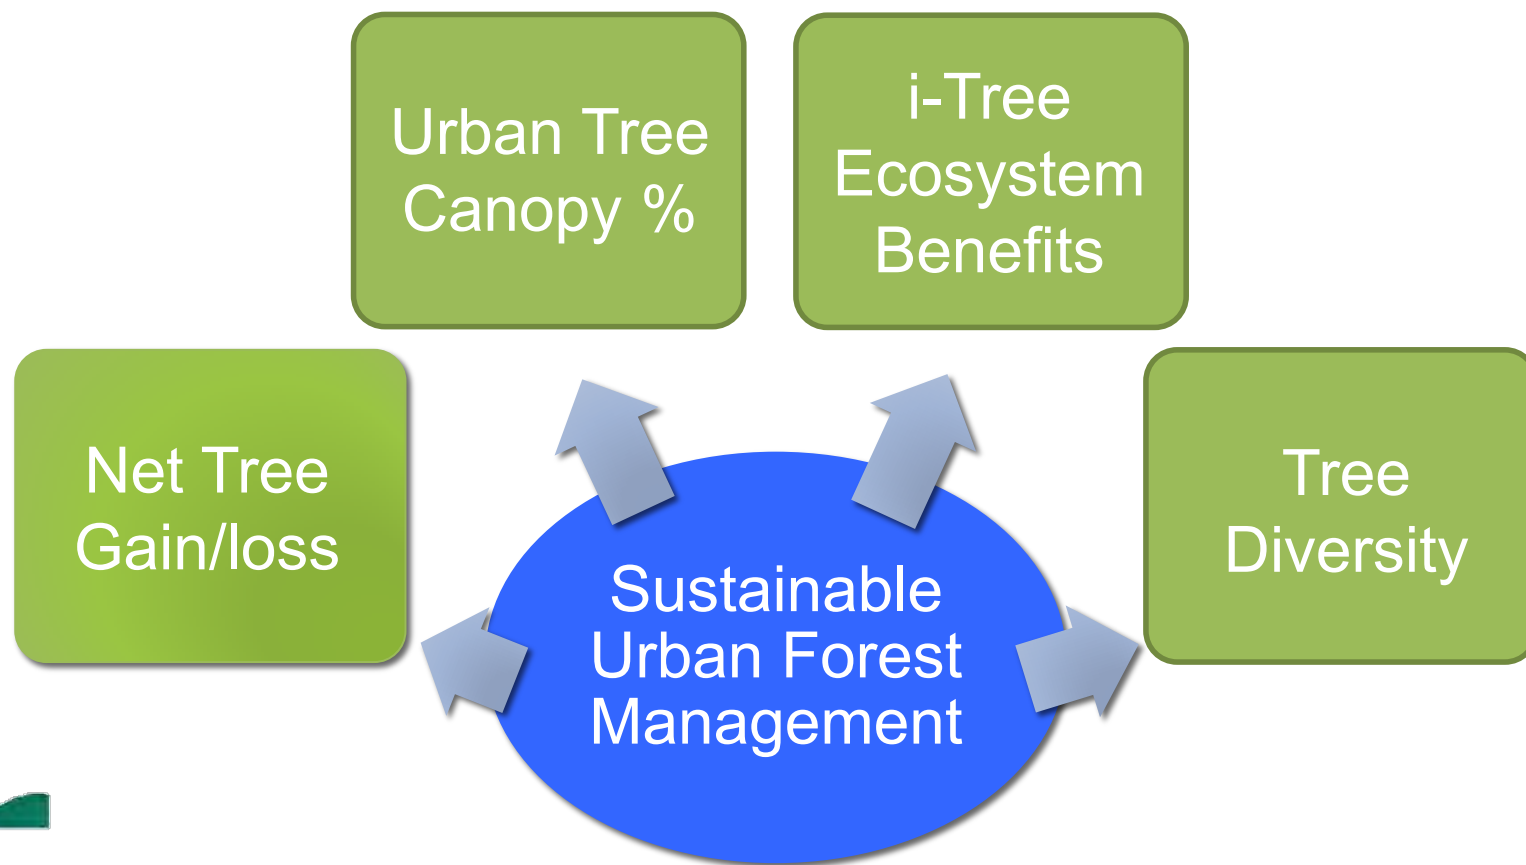 Urban Tree
Canopy %
i-Tree
Ecosystem
Benefits
Net Tree
Gain/loss
Tree
Diversity
Sustainable
Urban Forest
Management